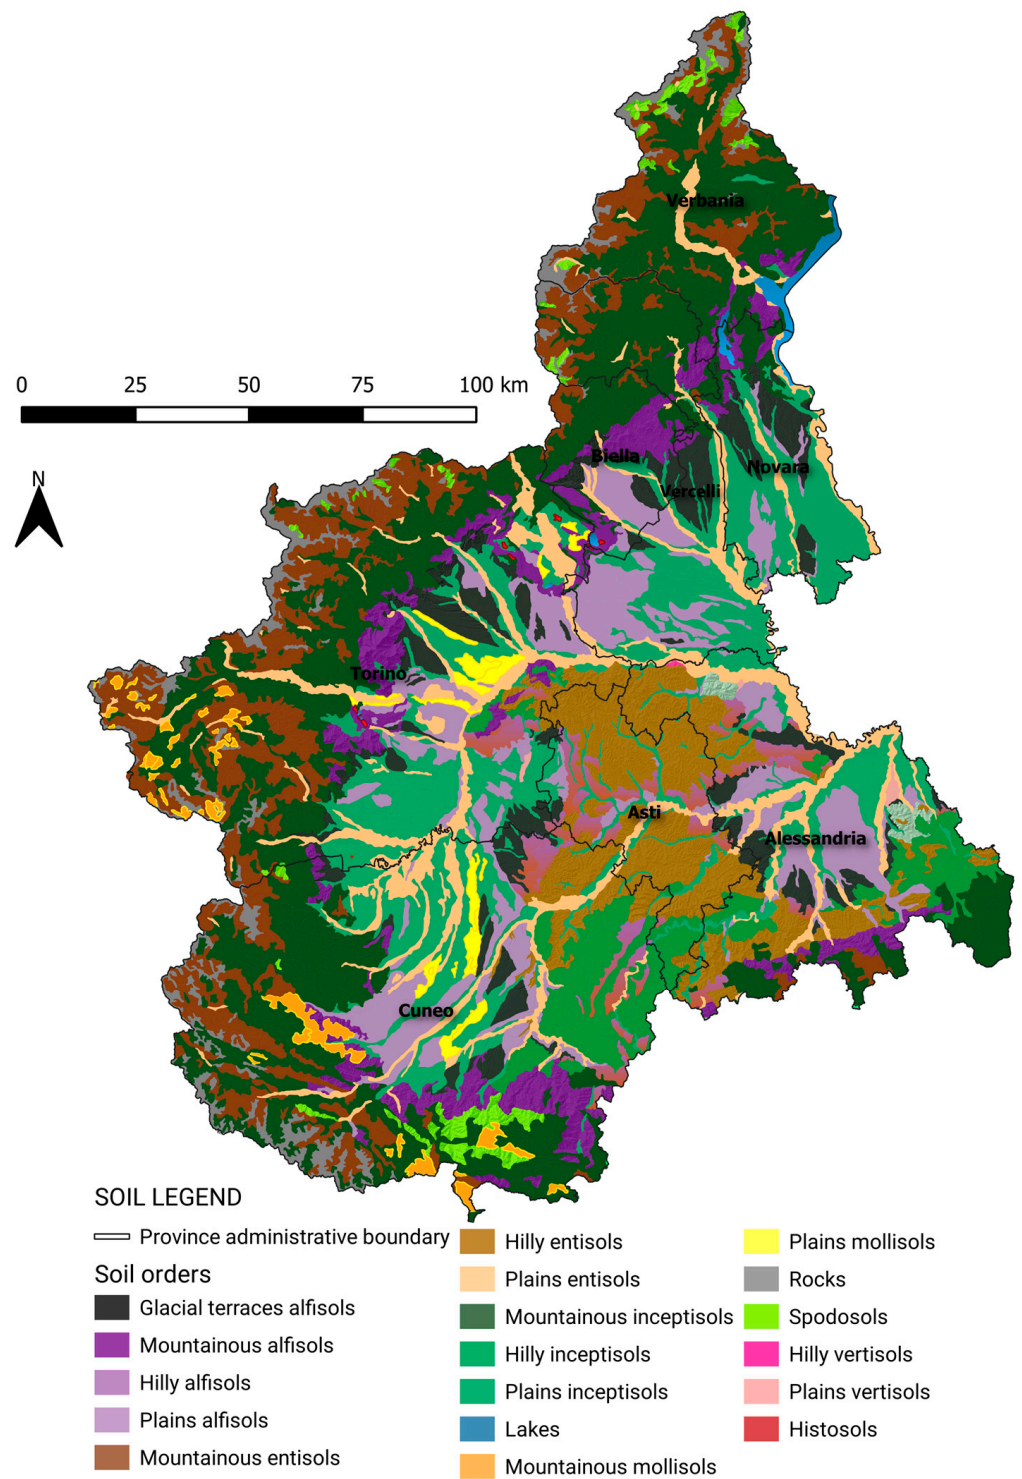 Verbania
0 25 50 75 100 km
N
Biella
Novara
Vercelli
Torino
Asti
Alessandria
Cuneo
SOIL LEGEND
Province administrative boundary
Soil orders
Glacial terraces alfisols
Mountainous alfisols
Hilly alfisols
Plains alfisols
Mountainous entisols
Hilly entisols
Plains entisols
Mountainous inceptisols
Hilly inceptisols
Plains inceptisols
Lakes
Mountainous mollisols
Plains mollisols
Rocks
Spodosols
Hilly vertisols
Plains vertisols
Histosols